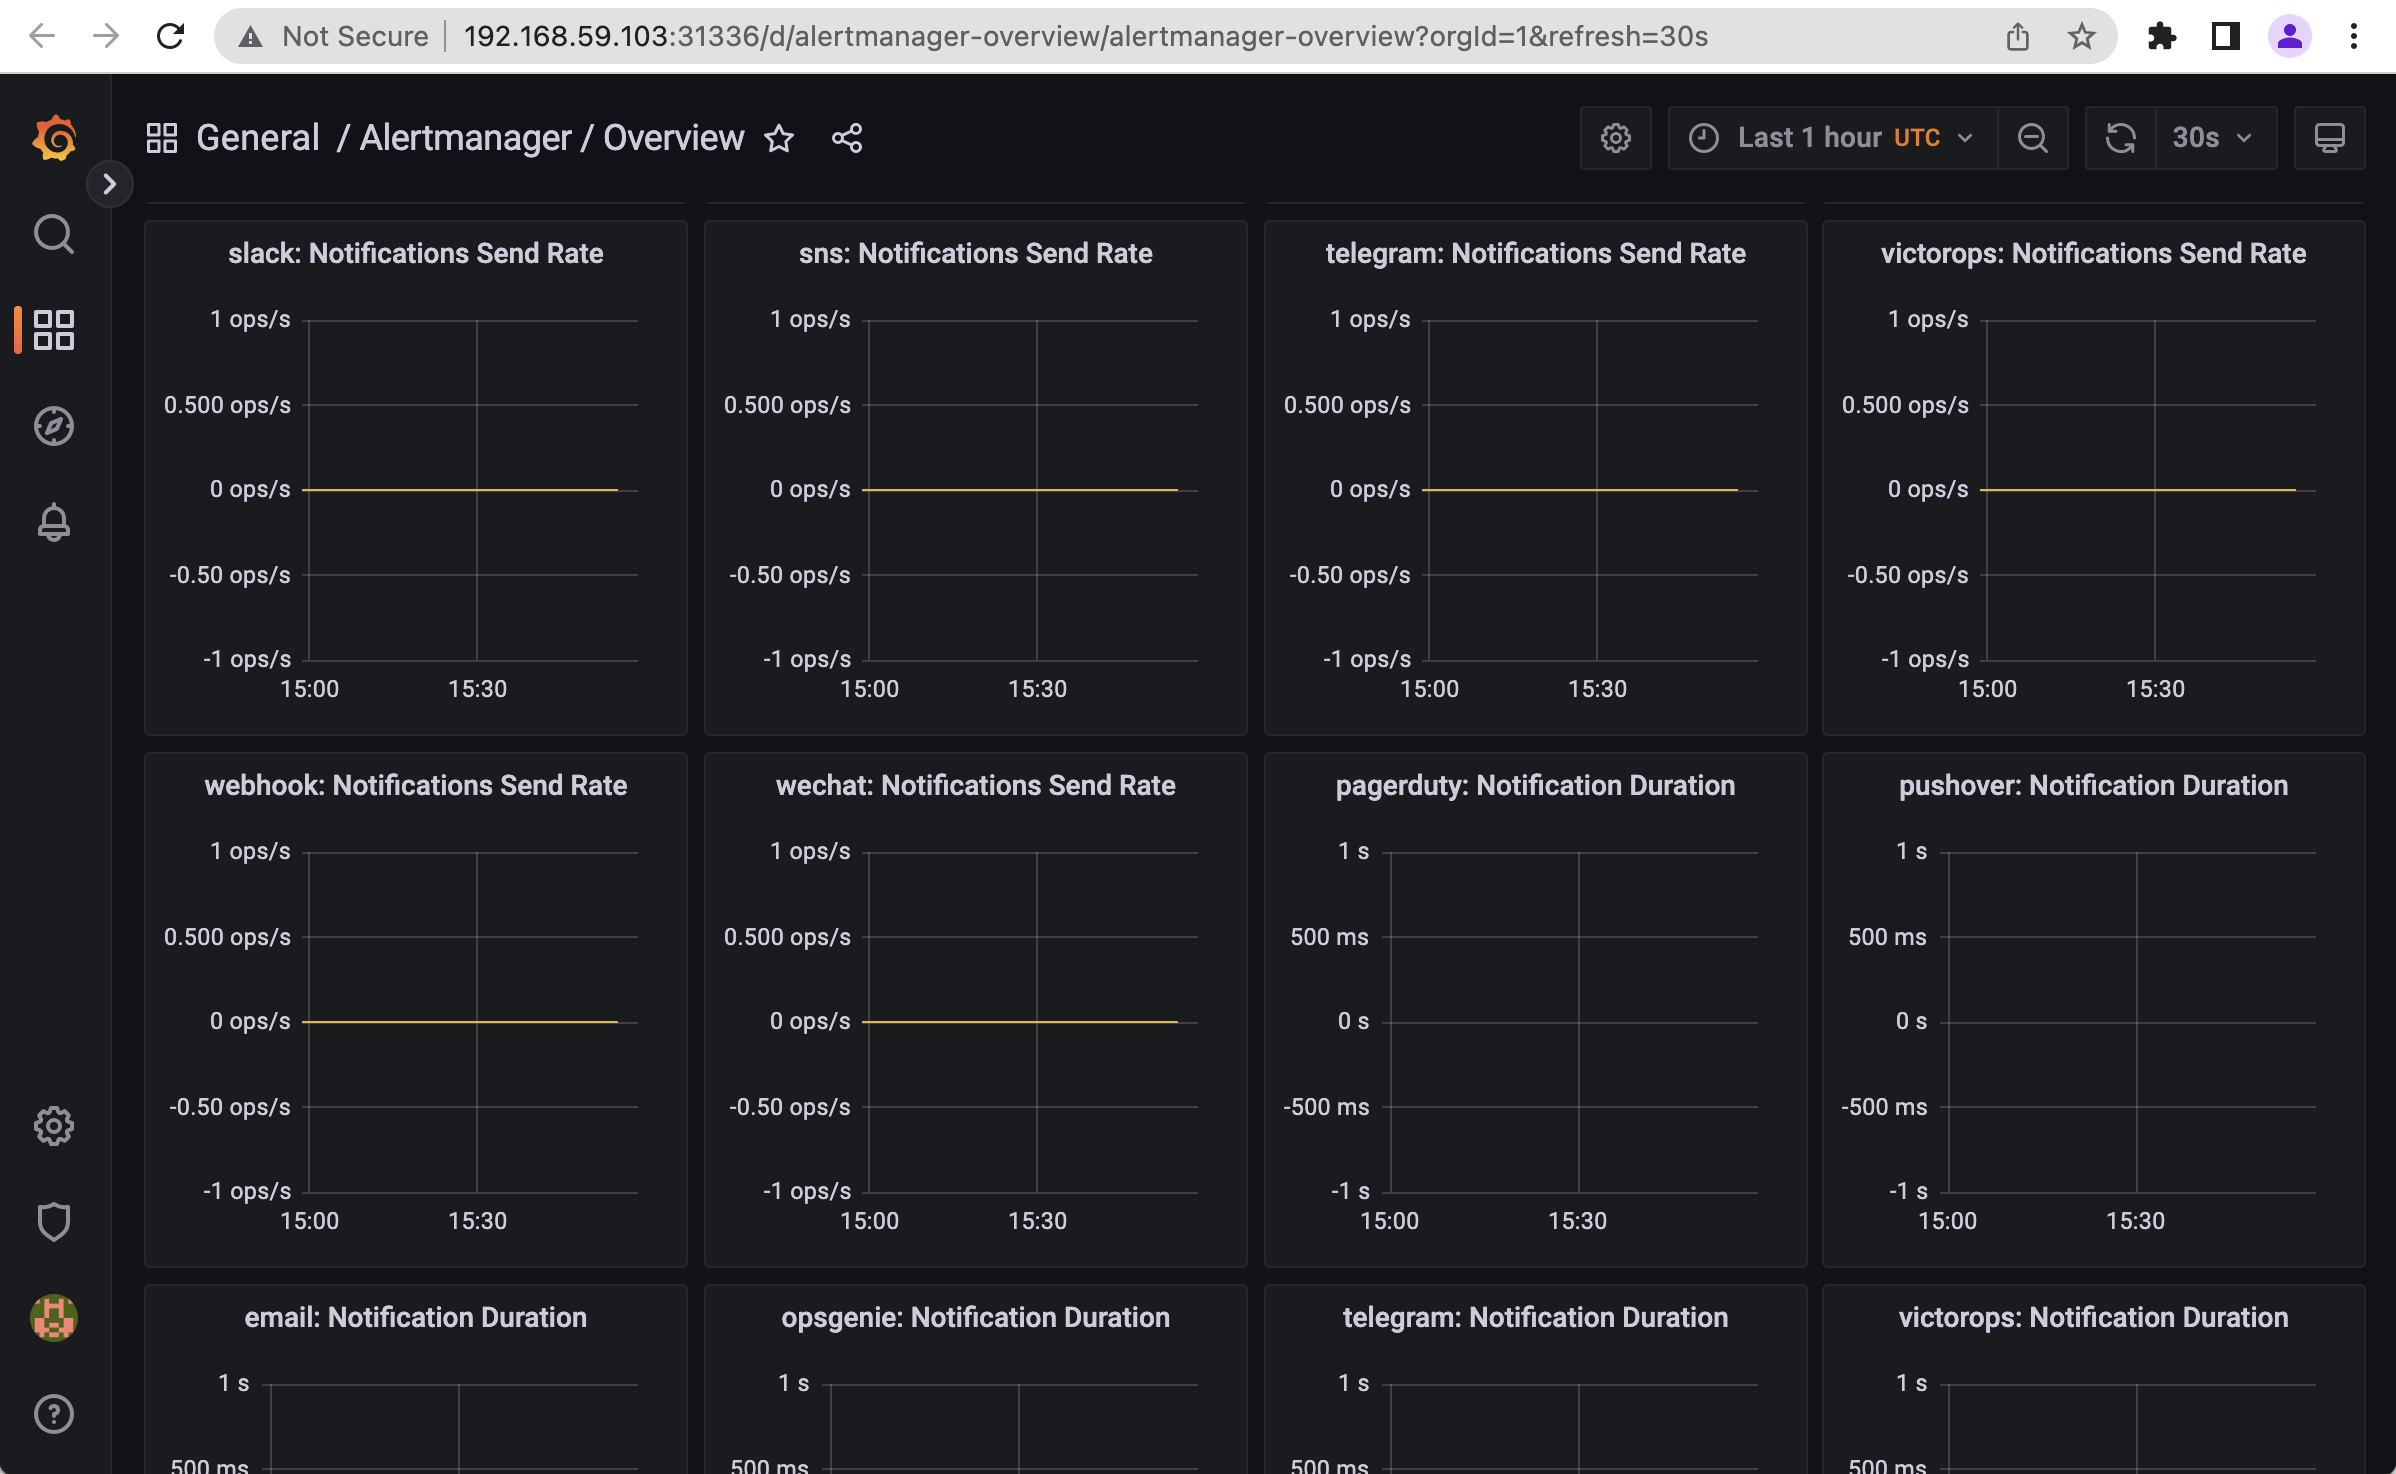 Not Secure 192.168.59.103:31336/d/alertmanager-overview/alertmanager-overview?orgId=1&refresh=30s
General / Alertmanager / Overview Last 1 hour UTC 30s
slack: Notifications Send Rate
1 ops/s
0.500 ops/s
0 ops/s
-0.50 ops/s
-1 ops/s
15:00 15:30
sns: Notifications Send Rate
1 ops/s
0.500 ops/s
0 ops/s
-0.50 ops/s
-1 ops/s
15:00 15:30
telegram: Notifications Send Rate
1 ops/s
0.500 ops/s
0 ops/s
-0.50 ops/s
-1 ops/s
15:00 15:30
victorops: Notifications Send Rate
1 ops/s
0.500 ops/s
0 ops/s
-0.50 ops/s
-1 ops/s
15:00 15:30
webhook: Notifications Send Rate
1 ops/s
0.500 ops/s
0 ops/s
-0.50 ops/s
-1 ops/s
15:00 15:30
wechat: Notifications Send Rate
1 ops/s
0.500 ops/s
0 ops/s
-0.50 ops/s
-1 ops/s
15:00 15:30
pagerduty: Notification Duration
1 s
500 ms
0 s
-500 ms
-1 s
15:00 15:30
pushover: Notification Duration
1 s
500 ms
0 s
-500 ms
-1 s
15:00 15:30
email: Notification Duration
1 s
500 ms
opsgenie: Notification Duration
1 s
500 ms
telegram: Notification Duration
1 s
500 ms
victorops: Notification Duration
1 s
500 ms